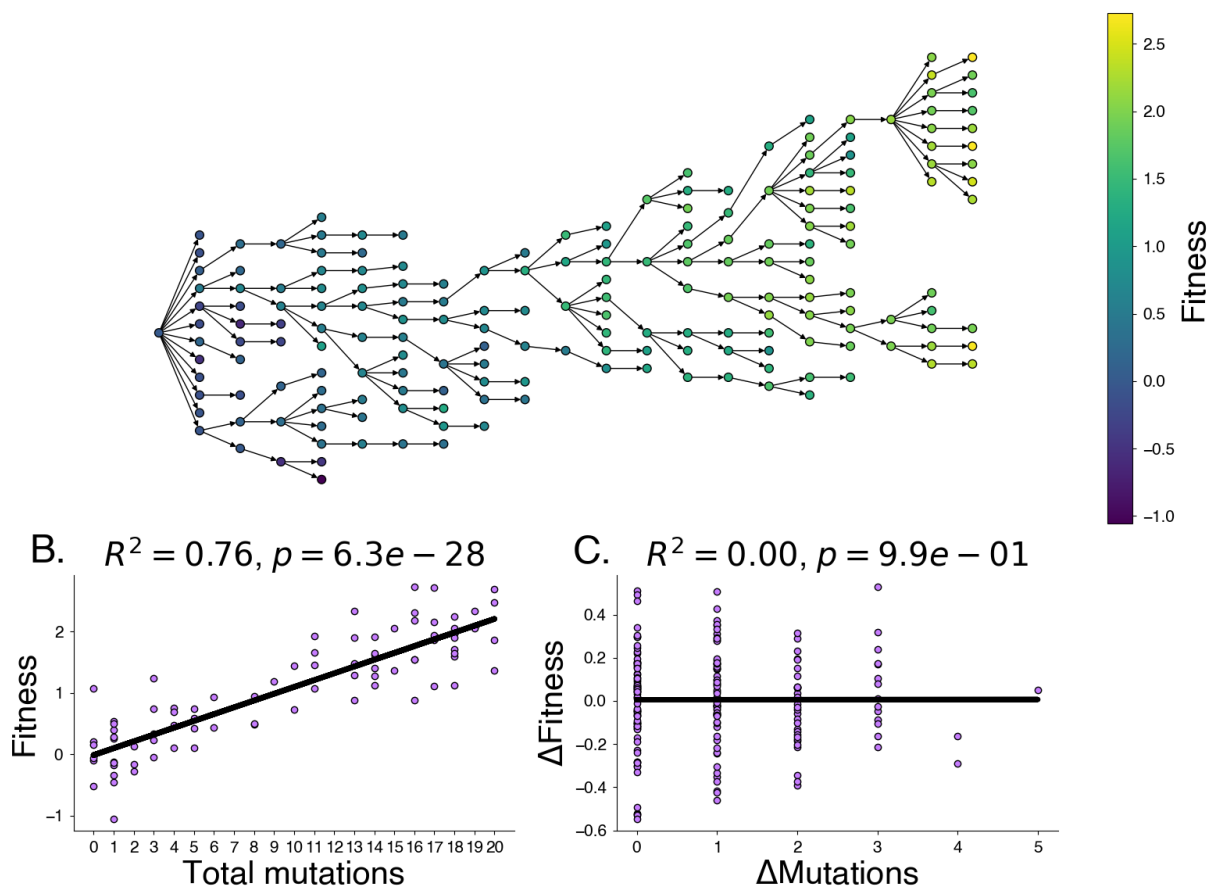 2.5
2.0
1.5
1.0
0.5
0.0
−0.5
−1.0
Fitness
B. R² = 0.76, p = 6.3e − 28
2
1
0
−1
Fitness
0 1 2 3 4 5 6 7 8 9 10 11 12 13 14 15 16 17 18 19 20
Total mutations
C. R² = 0.00, p = 9.9e − 01
0.4
0.2
0.0
−0.2
−0.4
−0.6
ΔFitness
0 1 2 3 4 5
ΔMutations